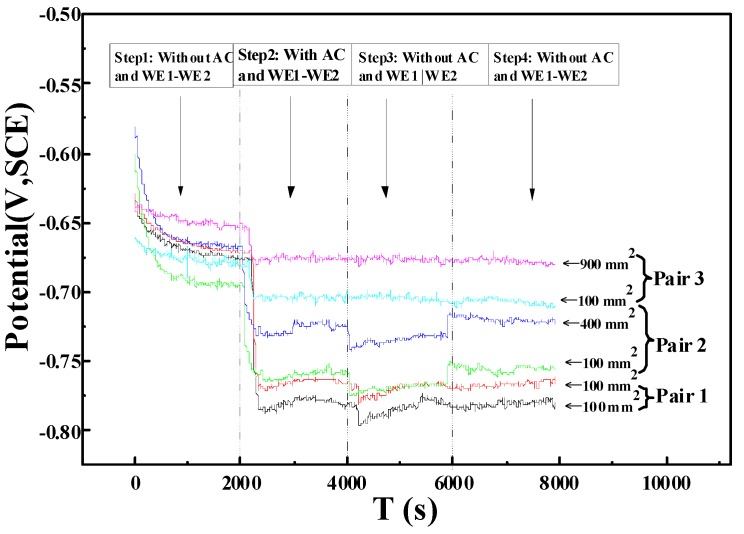 -0.50
-0.55
-0.60
-0.65
-0.70
-0.75
-0.80
Potential(V,SCE)
Step1: Without AC
and WE1-WE2
Step2: With AC
and WE1-WE2
Step3: Without AC
and WE1|WE2
Step4: Without AC
and WE1-WE2
900 mm²
100 mm²
Pair 3
400 mm²
100 mm²
Pair 2
100 mm²
100mm²
Pair 1
0
2000
4000
6000
8000
10000
T (s)